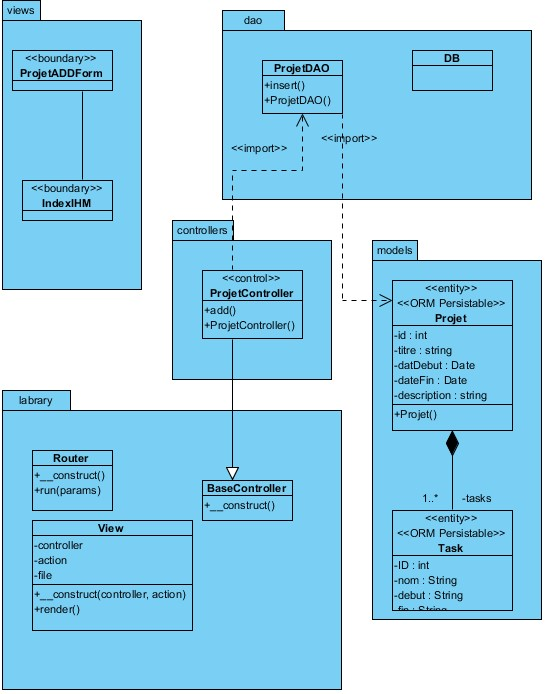 views
<<boundary>>
ProjetADDForm
<<boundary>>
IndexIHM
dao
ProjetDAO
+insert()
+ProjetDAO()
DB
<<import>>
<<import>>
controllers
<<control>>
ProjetController
+add()
+ProjetController()
models
<<entity>>
<<ORM Persistable>>
Projet
-id : int
-titre : string
-datDebut : Date
-dateFin : Date
-description : string
+Projet()
1..*
-tasks
<<entity>>
<<ORM Persistable>>
Task
-ID : int
-nom : String
-debut : String
-fin : String
labrary
Router
+__construct()
+run(params)
BaseController
+__construct()
View
-controller
-action
-file
+__construct(controller, action)
+render()